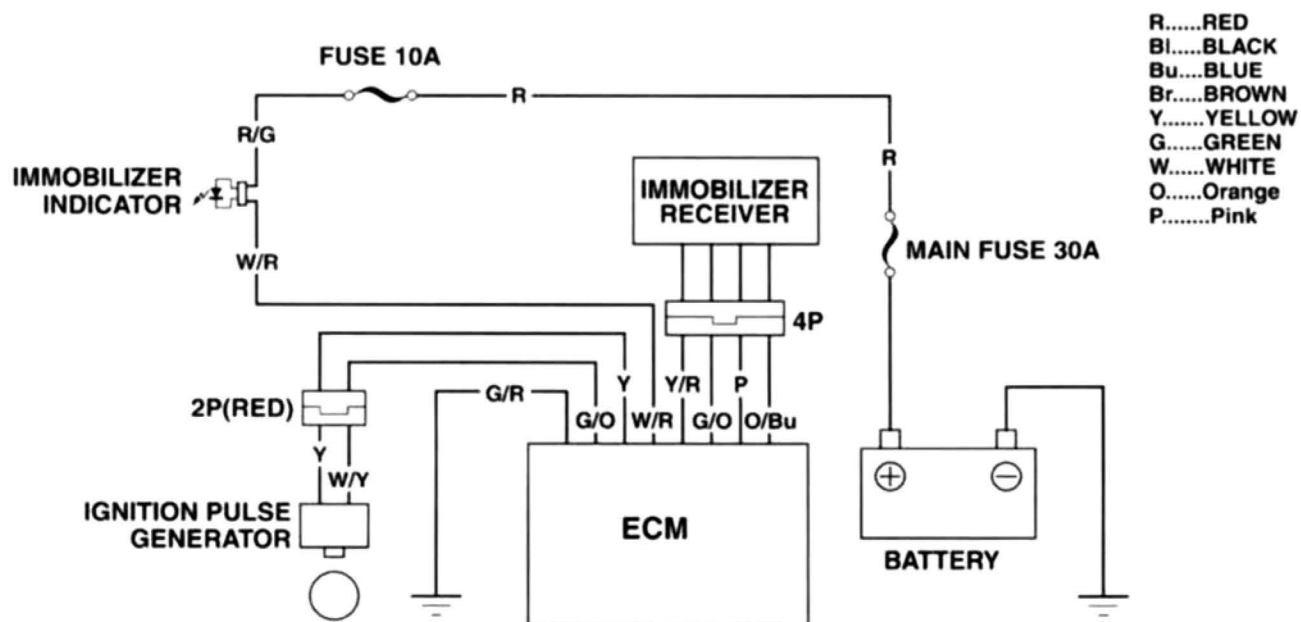 R......RED
Bl.....BLACK
Bu....BLUE
Br.....BROWN
Y.......YELLOW
G......GREEN
W......WHITE
O......Orange
P........Pink
FUSE 10A
R
R/G
R
IMMOBILIZER
INDICATOR
IMMOBILIZER
RECEIVER
MAIN FUSE 30A
W/R
4P
2P(RED)
G/R
G/O
Y
W/R
Y/R
G/O
P
O/Bu
Y
W/Y
IGNITION PULSE
GENERATOR
ECM
+
−
BATTERY